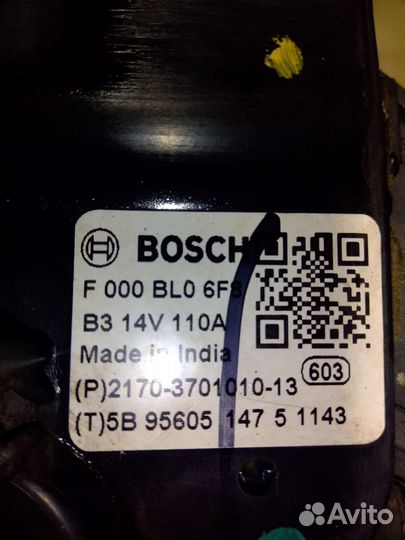 BOSCH
F 000 BL0 6F8
B3 14V 110A
Made in India
603
(P)2170-3701010-13
(T)5B 95605 147 5 1143
Avito